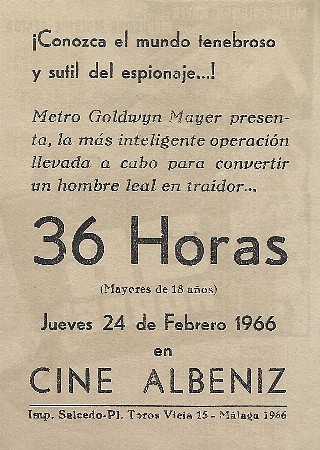 ¡Conozca el mundo tenebroso
y sutil del espionaje...!
Metro Goldwyn Mayer presen-
ta, la más inteligente operación
llevada a cabo para convertir
un hombre leal en traidor...
36 Horas
(Mayores de 18 años)
Jueves 24 de Febrero 1966
en
CINE ALBENIZ
Imp. Salcedo-Pl. Toros Vieja 15 - Málaga 1966